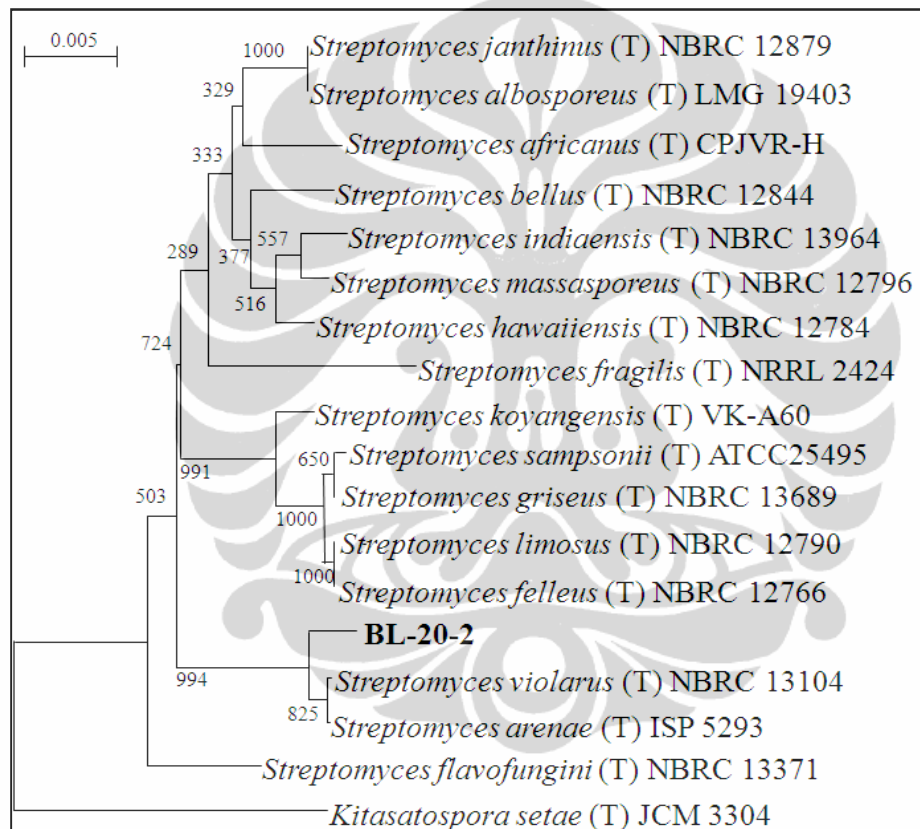 0.005
1000
Streptomyces janthinus (T) NBRC 12879
329
Streptomyces albosporeus (T) LMG 19403
333
Streptomyces africanus (T) CPJVR-H
Streptomyces bellus (T) NBRC 12844
557
Streptomyces indiaensis (T) NBRC 13964
289
377
Streptomyces massasporeus (T) NBRC 12796
516
Streptomyces hawaiiensis (T) NBRC 12784
724
Streptomyces fragilis (T) NRRL 2424
Streptomyces koyangensis (T) VK-A60
650
Streptomyces sampsonii (T) ATCC25495
991
503
Streptomyces griseus (T) NBRC 13689
1000
Streptomyces limosus (T) NBRC 12790
1000
Streptomyces felleus (T) NBRC 12766
BL-20-2
994
Streptomyces violarus (T) NBRC 13104
825
Streptomyces arenae (T) ISP 5293
Streptomyces flavofungini (T) NBRC 13371
Kitasatospora setae (T) JCM 3304